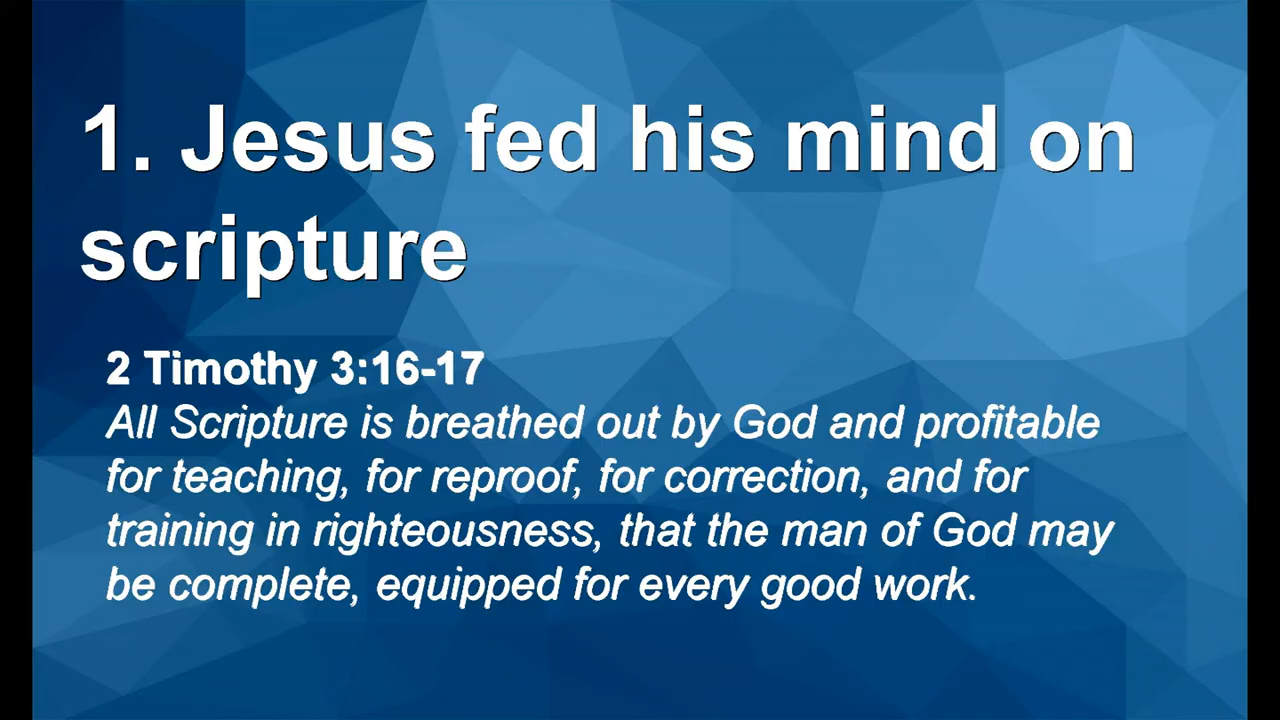 1. Jesus fed his mind on
scripture
2 Timothy 3:16-17
All Scripture is breathed out by God and profitable
for teaching, for reproof, for correction, and for
training in righteousness, that the man of God may
be complete, equipped for every good work.